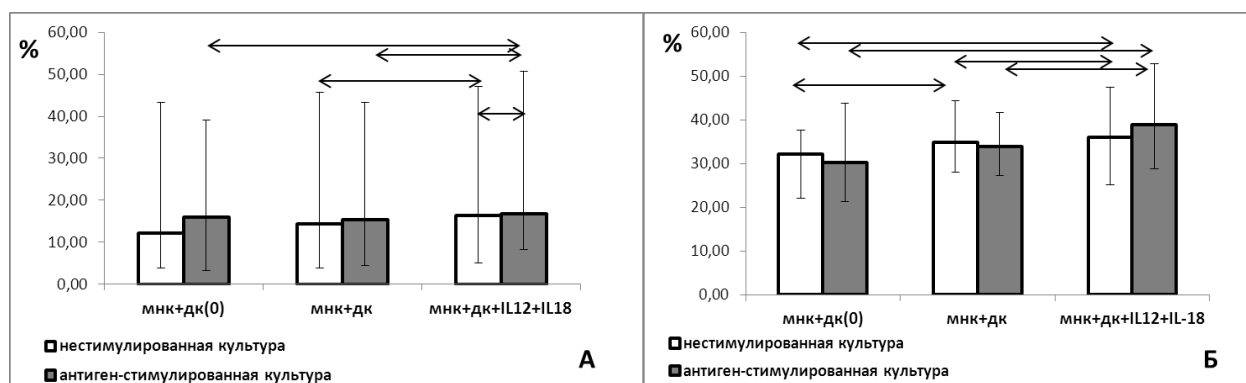 %
60,00
50,00
40,00
30,00
20,00
10,00
0,00
мнк+дк(0) мнк+дк мнк+дк+IL12+IL18
нестимулированная культура
антиген-стимулированная культура
А
%
60,00
50,00
40,00
30,00
20,00
10,00
0,00
мнк+дк(0) мнк+дк мнк+дк+IL12+IL-18
нестимулированная культура
антиген-стимулированная культура
Б